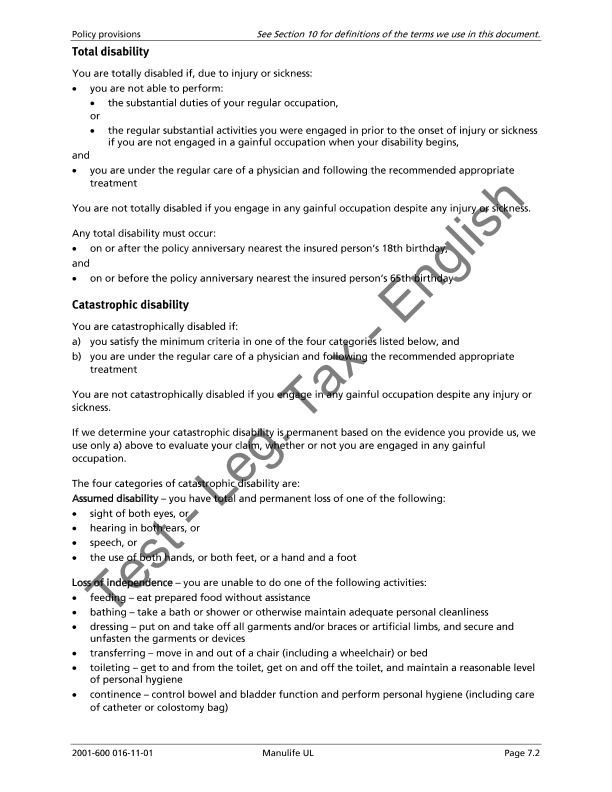 Policy provisions See Section 10 for definitions of the terms we use in this document.
Total disability
You are totally disabled if, due to injury or sickness:
• you are not able to perform:
• the substantial duties of your regular occupation,
or
• the regular substantial activities you were engaged in prior to the onset of injury or sickness
if you are not engaged in a gainful occupation when your disability begins,
and
• you are under the regular care of a physician and following the recommended appropriate
treatment
You are not totally disabled if you engage in any gainful occupation despite any injury or sickness.
Any total disability must occur:
• on or after the policy anniversary nearest the insured person's 18th birthday,
and
• on or before the policy anniversary nearest the insured person's 65th birthday
Catastrophic disability
You are catastrophically disabled if:
a) you satisfy the minimum criteria in one of the four categories listed below, and
b) you are under the regular care of a physician and following the recommended appropriate
treatment
You are not catastrophically disabled if you engage in any gainful occupation despite any injury or
sickness.
If we determine your catastrophic disability is permanent based on the evidence you provide us, we
use only a) above to evaluate your claim, whether or not you are engaged in any gainful
occupation.
The four categories of catastrophic disability are:
Assumed disability – you have total and permanent loss of one of the following:
• sight of both eyes, or
• hearing in both ears, or
• speech, or
• the use of both hands, or both feet, or a hand and a foot
Loss of independence – you are unable to do one of the following activities:
• feeding – eat prepared food without assistance
• bathing – take a bath or shower or otherwise maintain adequate personal cleanliness
• dressing – put on and take off all garments and/or braces or artificial limbs, and secure and
unfasten the garments or devices
• transferring – move in and out of a chair (including a wheelchair) or bed
• toileting – get to and from the toilet, get on and off the toilet, and maintain a reasonable level
of personal hygiene
• continence – control bowel and bladder function and perform personal hygiene (including care
of catheter or colostomy bag)
2001-600 016-11-01 Manulife UL Page 7.2
Test - Leg. Tax - English